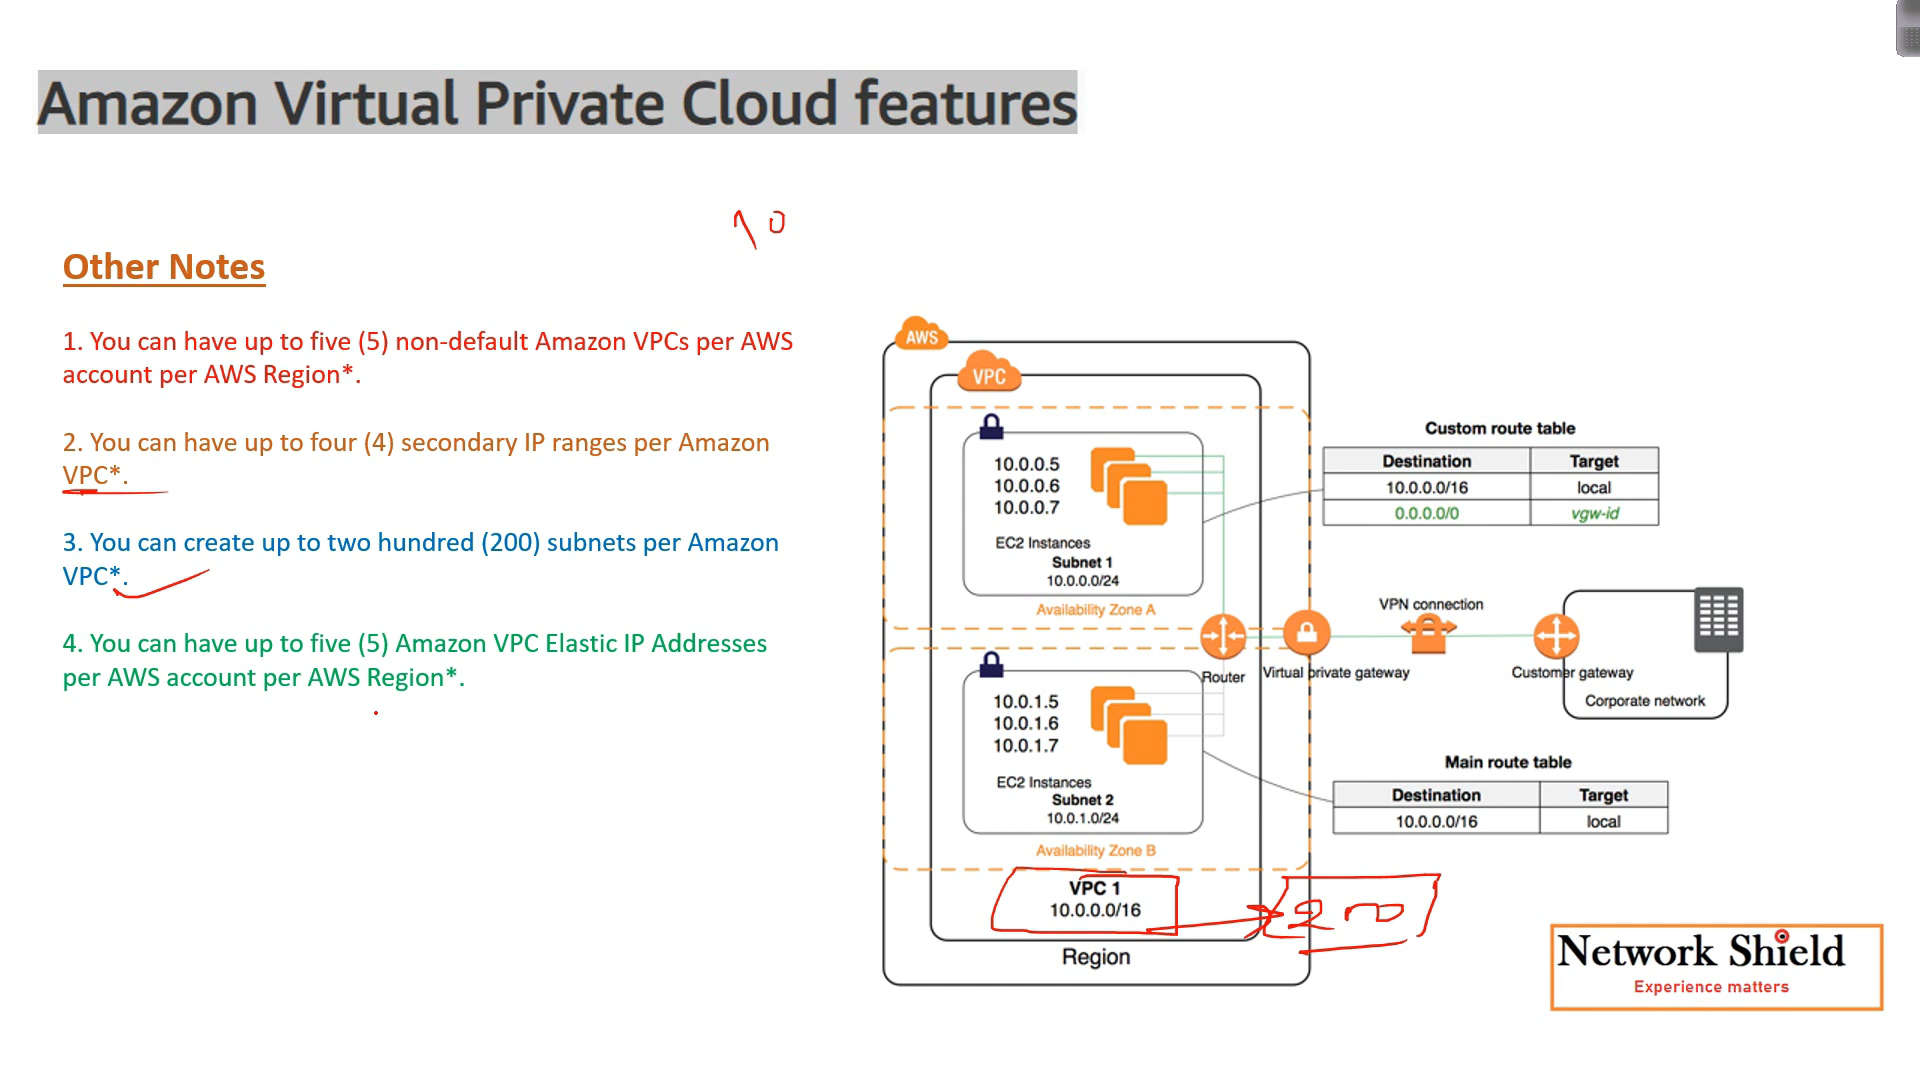 Amazon Virtual Private Cloud features
10
Other Notes
1. You can have up to five (5) non-default Amazon VPCs per AWS
account per AWS Region*.
2. You can have up to four (4) secondary IP ranges per Amazon
VPC*.
3. You can create up to two hundred (200) subnets per Amazon
VPC*.
4. You can have up to five (5) Amazon VPC Elastic IP Addresses
per AWS account per AWS Region*.
AWS
VPC
10.0.0.5
10.0.0.6
10.0.0.7
EC2 Instances
Subnet 1
10.0.0.0/24
Availability Zone A
10.0.1.5
10.0.1.6
10.0.1.7
EC2 Instances
Subnet 2
10.0.1.0/24
Availability Zone B
VPC 1
10.0.0.0/16
Region
Router
Virtual private gateway
VPN connection
Customer gateway
Corporate network
Custom route table
Destination Target
10.0.0.0/16 local
0.0.0.0/0 vgw-id
Main route table
Destination Target
10.0.0.0/16 local
200
Network Shield
Experience matters